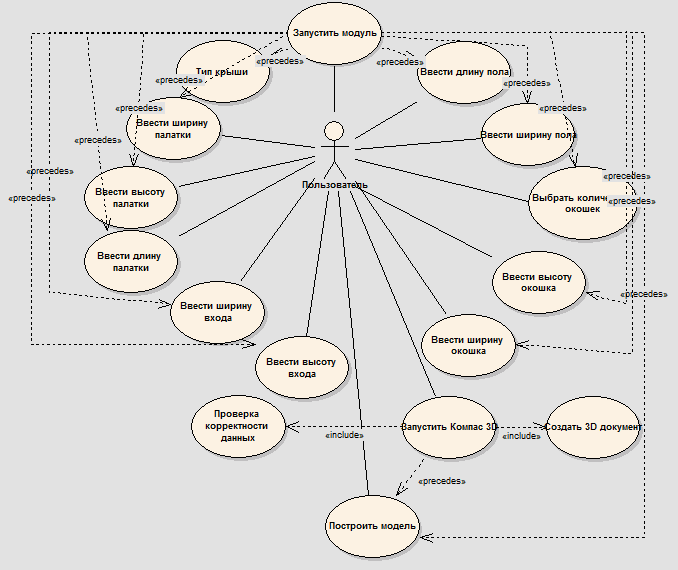 Запустить модуль
Тип крыши
«precedes»
«precedes»
Ввести длину пола
«precedes»
«precedes»
«precedes»
«precedes»
Ввести ширину
палатки
Ввести ширину пола
«precedes»
«precedes»
«precedes»
«precedes»
Пользователь
Ввести высоту
палатки
Выбрать колич
окошек
«precedes»
«precedes»
Ввести длину
палатки
Ввести высоту
окошка
«precedes»
Ввести ширину
входа
Ввести ширину
окошка
Ввести высоту
входа
Проверка
корректности
данных
«include»
Запустить Компас 3D
«include»
Создать 3D документ
«precedes»
Построить модель